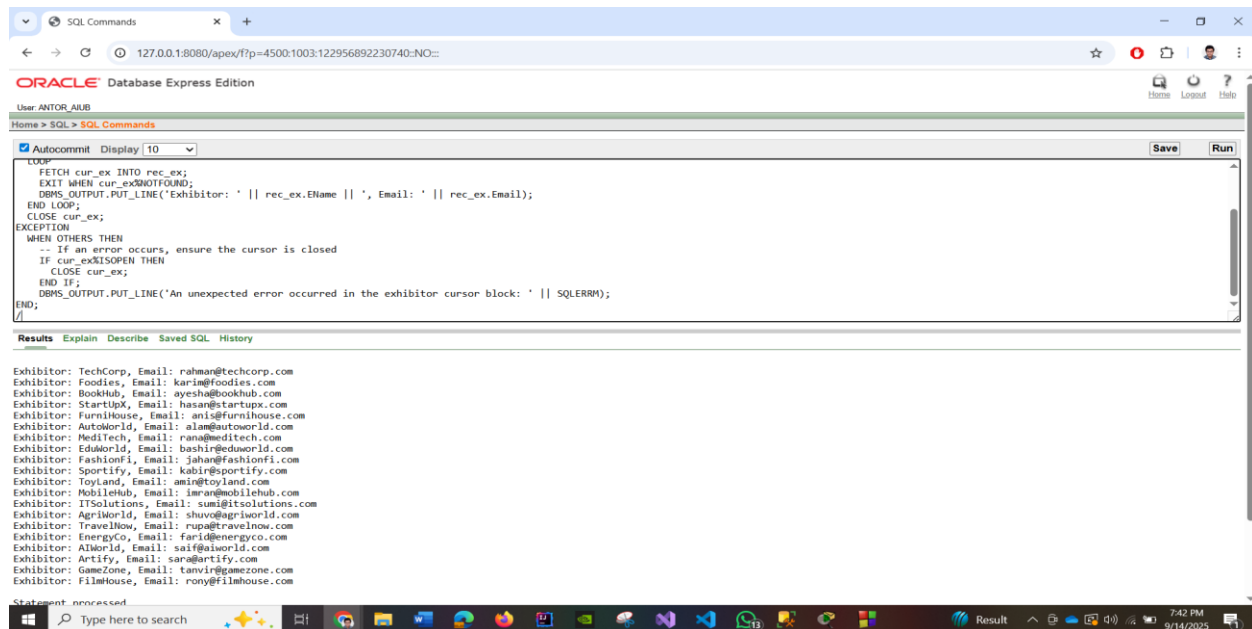 SQL Commands
127.0.0.1:8080/apex/f?p=4500:1003:122956892230740::NO:::
ORACLE Database Express Edition
Home Logout Help
User: ANTOR_AIUB
Home > SQL > SQL Commands
Autocommit Display 10 Save Run
LOOP
FETCH cur_ex INTO rec_ex;
EXIT WHEN cur_ex%NOTFOUND;
DBMS_OUTPUT.PUT_LINE('Exhibitor: ' || rec_ex.EName || ', Email: ' || rec_ex.Email);
END LOOP;
CLOSE cur_ex;
EXCEPTION
WHEN OTHERS THEN
-- If an error occurs, ensure the cursor is closed
IF cur_ex%ISOPEN THEN
CLOSE cur_ex;
END IF;
DBMS_OUTPUT.PUT_LINE('An unexpected error occurred in the exhibitor cursor block: ' || SQLERRM);
END;
/
Results Explain Describe Saved SQL History
Exhibitor: TechCorp, Email: rahman@techcorp.com
Exhibitor: Foodies, Email: karim@foodies.com
Exhibitor: BookHub, Email: ayesha@bookhub.com
Exhibitor: StartUpX, Email: hasan@startupx.com
Exhibitor: FurniHouse, Email: anis@furnihouse.com
Exhibitor: AutoWorld, Email: alam@autoworld.com
Exhibitor: MediTech, Email: rana@meditech.com
Exhibitor: EduWorld, Email: bashir@eduworld.com
Exhibitor: FashionFi, Email: jahan@fashionfi.com
Exhibitor: Sportify, Email: kabir@sportify.com
Exhibitor: ToyLand, Email: amin@toyland.com
Exhibitor: MobileHub, Email: imran@mobilehub.com
Exhibitor: ITSolutions, Email: sumi@itsolutions.com
Exhibitor: AgriWorld, Email: shuvo@agriworld.com
Exhibitor: TravelNow, Email: rupa@travelnow.com
Exhibitor: EnergyCo, Email: farid@energyco.com
Exhibitor: AIWorld, Email: saif@aiworld.com
Exhibitor: Artify, Email: sara@artify.com
Exhibitor: GameZone, Email: tanvir@gamezone.com
Exhibitor: FilmHouse, Email: rony@filmhouse.com
Statement processed
Type here to search
Result
7:42 PM
9/14/2025